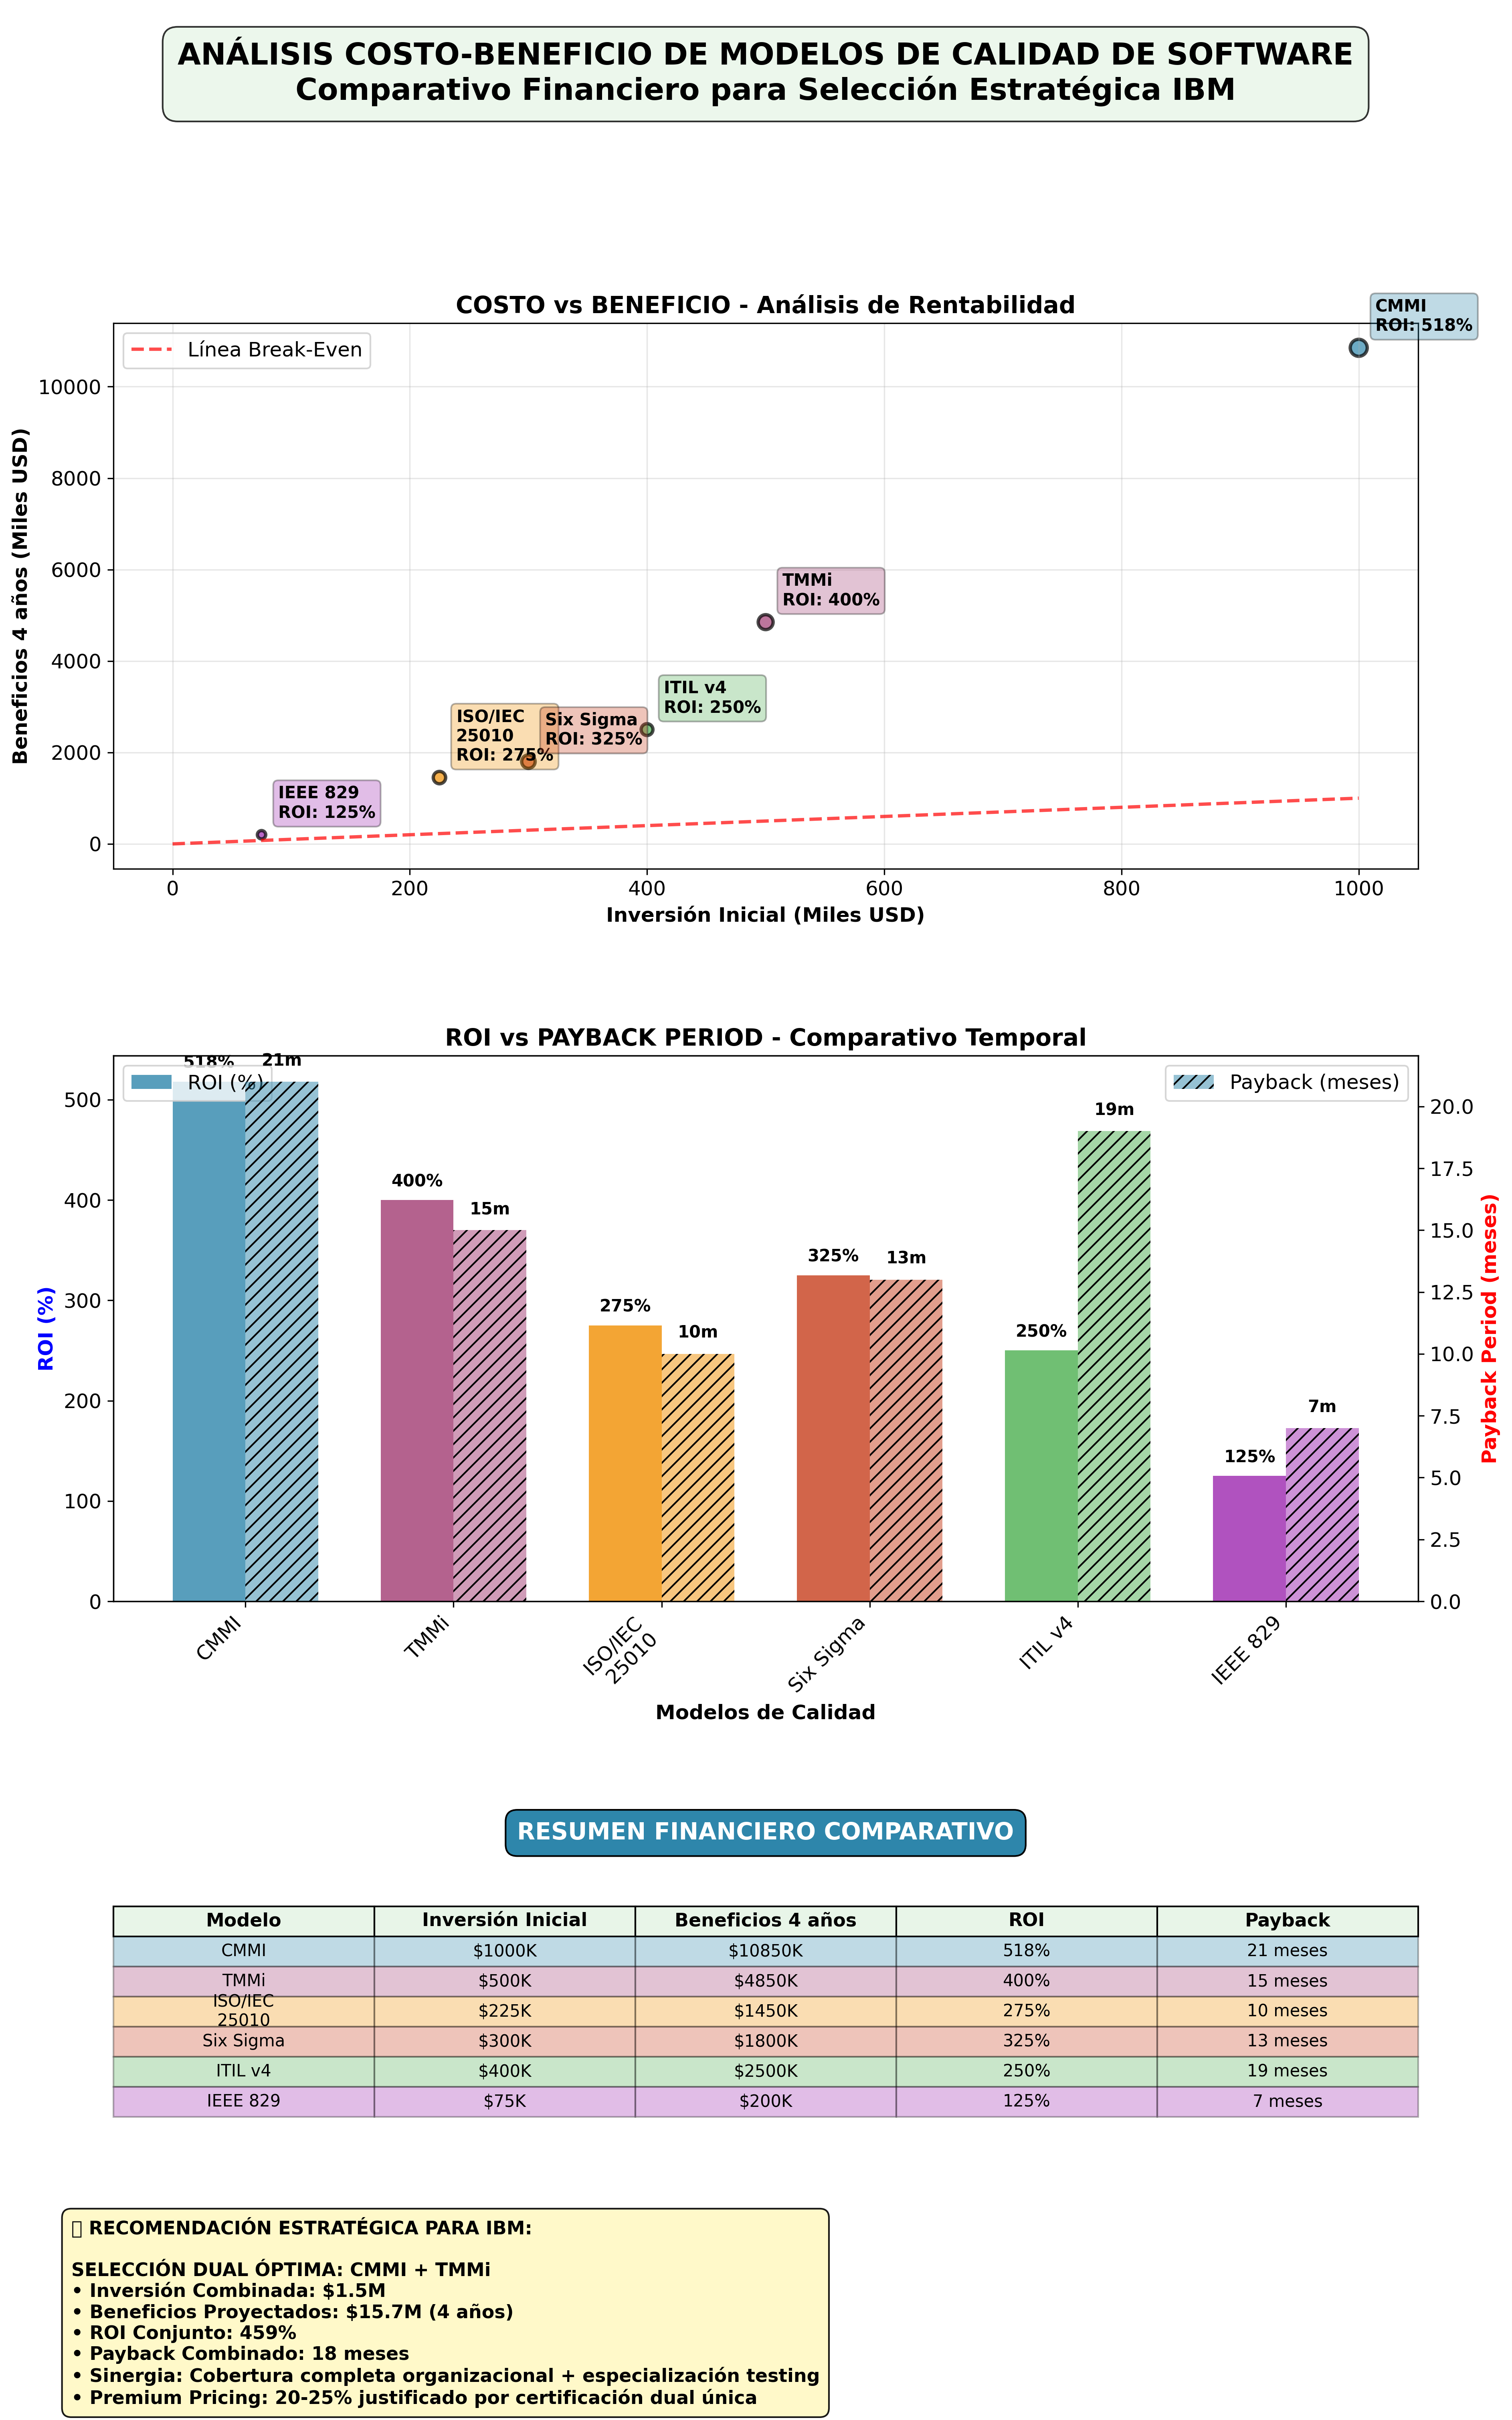 ANÁLISIS COSTO-BENEFICIO DE MODELOS DE CALIDAD DE SOFTWARE
Comparativo Financiero para Selección Estratégica IBM
COSTO vs BENEFICIO - Análisis de Rentabilidad
CMMI
ROI: 518%
Línea Break-Even
TMMi
ROI: 400%
ITIL v4
ROI: 250%
ISO/IEC
25010
ROI: 275%
Six Sigma
ROI: 325%
IEEE 829
ROI: 125%
Beneficios 4 años (Miles USD)
10000
8000
6000
4000
2000
0
0 200 400 600 800 1000
Inversión Inicial (Miles USD)
ROI vs PAYBACK PERIOD - Comparativo Temporal
ROI (%)
Payback (meses)
518% 21m
400% 15m
275% 10m
325% 13m
250% 19m
125% 7m
ROI (%)
500
400
300
200
100
0
20.0
17.5
15.0
12.5
10.0
7.5
5.0
2.5
0.0
Payback Period (meses)
CMMI
TMMi
ISO/IEC
25010
Six Sigma
ITIL v4
IEEE 829
Modelos de Calidad
RESUMEN FINANCIERO COMPARATIVO
Modelo Inversión Inicial Beneficios 4 años ROI Payback
CMMI $1000K $10850K 518% 21 meses
TMMi $500K $4850K 400% 15 meses
ISO/IEC
25010 $225K $1450K 275% 10 meses
Six Sigma $300K $1800K 325% 13 meses
ITIL v4 $400K $2500K 250% 19 meses
IEEE 829 $75K $200K 125% 7 meses
RECOMENDACIÓN ESTRATÉGICA PARA IBM:
SELECCIÓN DUAL ÓPTIMA: CMMI + TMMi
• Inversión Combinada: $1.5M
• Beneficios Proyectados: $15.7M (4 años)
• ROI Conjunto: 459%
• Payback Combinado: 18 meses
• Sinergia: Cobertura completa organizacional + especialización testing
• Premium Pricing: 20-25% justificado por certificación dual única